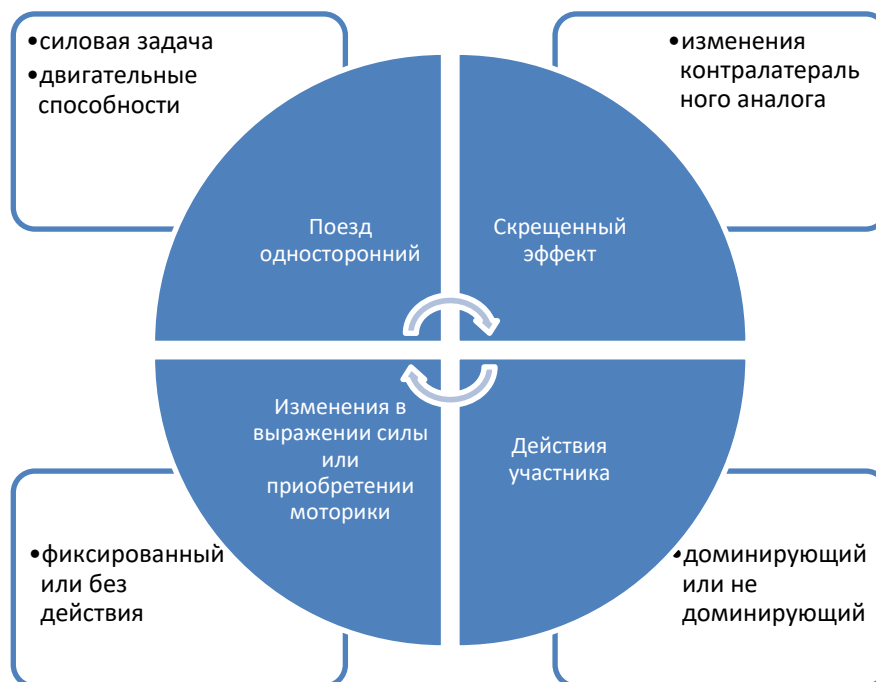 •силовая задача
•двигательные
способности
•изменения
контралатераль
ного аналога
Поезд
односторонний
Скрещенный
эффект
Изменения в
выражении силы
или
приобретении
моторики
Действия
участника
•фиксированный
или без
действия
•доминирующий
или не
доминирующий